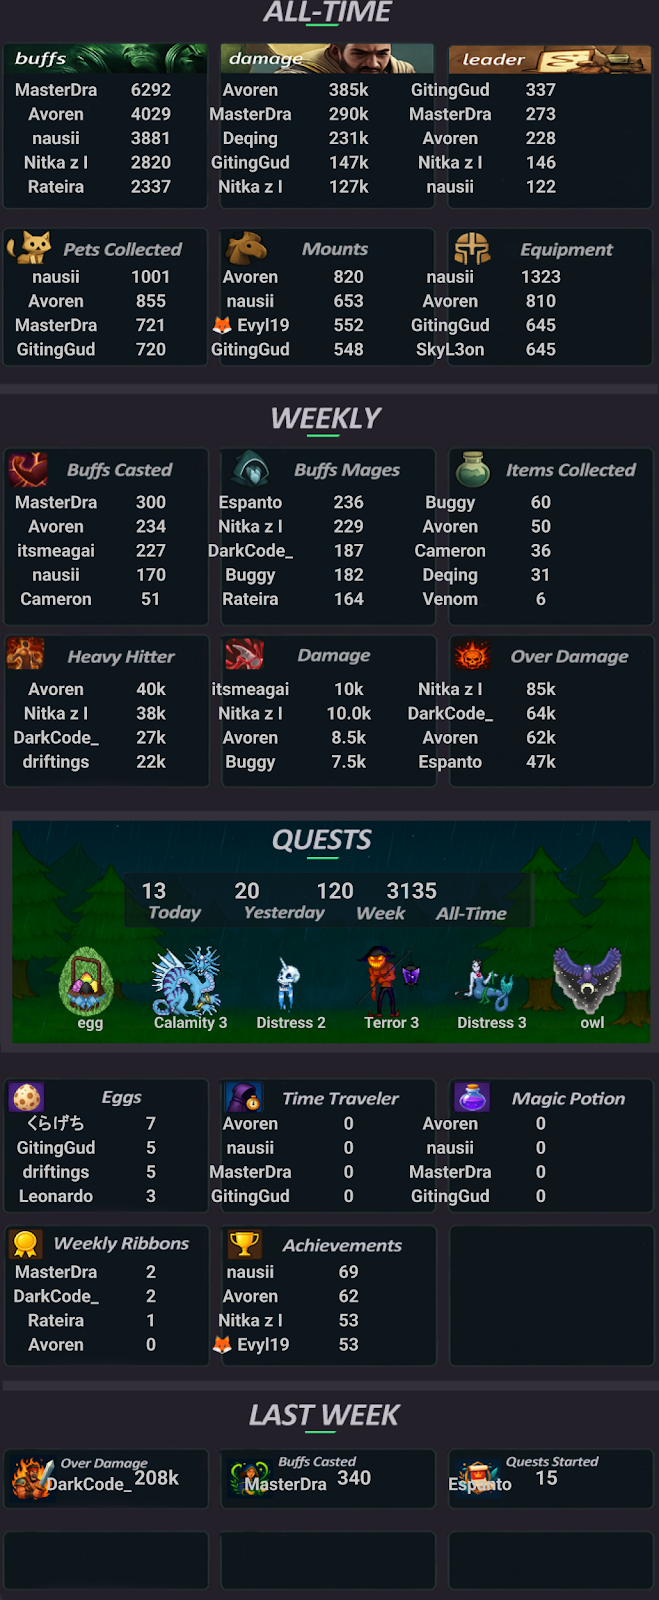 ALL-TIME
buffs
MasterDra 6292
Avoren 4029
nausii 3881
Nitka z I 2820
Rateira 2337
damage
Avoren 385k
MasterDra 290k
Deqing 231k
GitingGud 147k
Nitka z I 127k
leader
GitingGud 337
MasterDra 273
Avoren 228
Nitka z I 146
nausii 122
Pets Collected
nausii 1001
Avoren 855
MasterDra 721
GitingGud 720
Mounts
Avoren 820
nausii 653
🦊 Evyl19 552
GitingGud 548
Equipment
nausii 1323
Avoren 810
GitingGud 645
SkyL3on 645
WEEKLY
Buffs Casted
MasterDra 300
Avoren 234
itsmeagai 227
nausii 170
Cameron 51
Buffs Mages
Espanto 236
Nitka z I 229
DarkCode_ 187
Buggy 182
Rateira 164
Items Collected
Buggy 60
Avoren 50
Cameron 36
Deqing 31
Venom 6
Heavy Hitter
Avoren 40k
Nitka z I 38k
DarkCode_ 27k
driftings 22k
Damage
itsmeagai 10k
Nitka z I 10.0k
Avoren 8.5k
Buggy 7.5k
Over Damage
Nitka z I 85k
DarkCode_ 64k
Avoren 62k
Espanto 47k
QUESTS
13 20 120 3135
Today Yesterday Week All-Time
egg Calamity 3 Distress 2 Terror 3 Distress 3 owl
Eggs
くらげち 7
GitingGud 5
driftings 5
Leonardo 3
Time Traveler
Avoren 0
nausii 0
MasterDra 0
GitingGud 0
Magic Potion
Avoren 0
nausii 0
MasterDra 0
GitingGud 0
Weekly Ribbons
MasterDra 2
DarkCode_ 2
Rateira 1
Avoren 0
Achievements
nausii 69
Avoren 62
Nitka z I 53
🦊 Evyl19 53
LAST WEEK
Over Damage
DarkCode_ 208k
Buffs Casted
MasterDra 340
Quests Started
Espanto 15